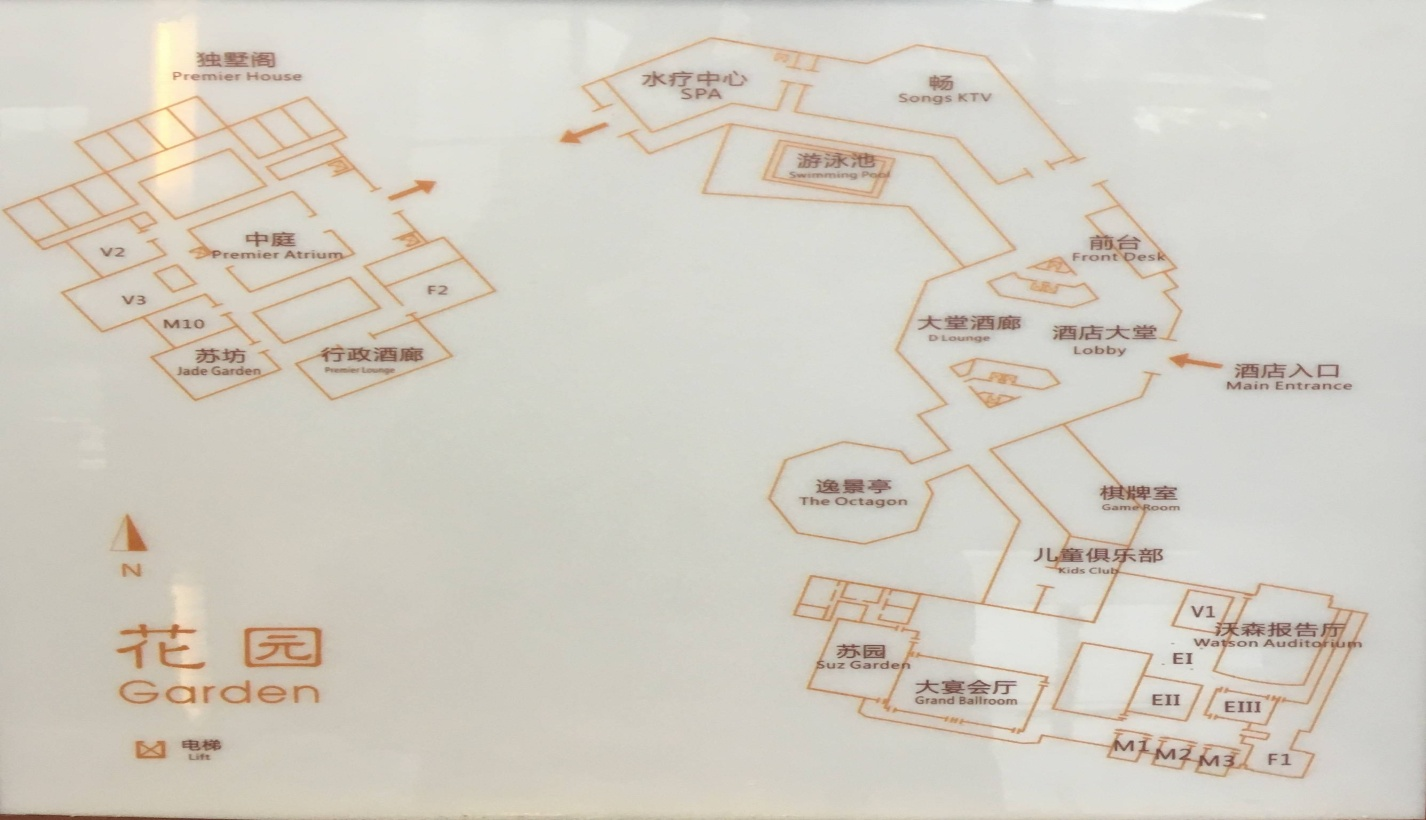 独墅阁
Premier House
水疗中心
SPA
畅
Songs KTV
游泳池
Swimming Pool
V2
中庭
Premier Atrium
前台
Front Desk
V3
F2
M10
苏坊
Jade Garden
行政酒廊
Premier Lounge
大堂酒廊
D Lounge
酒店大堂
Lobby
酒店入口
Main Entrance
逸景亭
The Octagon
棋牌室
Game Room
儿童俱乐部
Kids Club
N
花园
Garden
电梯
Lift
V1
沃森报告厅
Watson Auditorium
苏园
Suz Garden
EI
大宴会厅
Grand Ballroom
EII
EIII
M1
M2
M3
F1